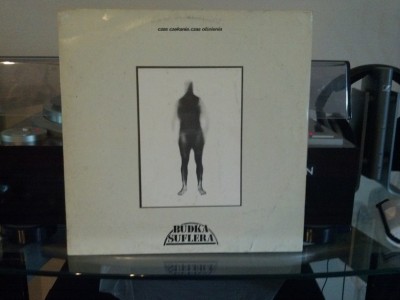 czas czekania, czas olśnienia
BUDKA
SUFLERA
N